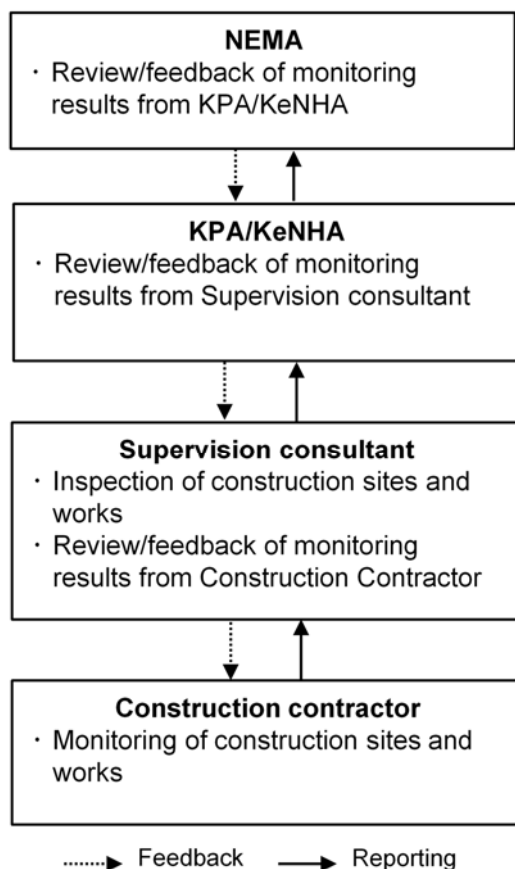 NEMA
· Review/feedback of monitoring
results from KPA/KeNHA
KPA/KeNHA
· Review/feedback of monitoring
results from Supervision consultant
Supervision consultant
· Inspection of construction sites and
works
· Review/feedback of monitoring
results from Construction Contractor
Construction contractor
· Monitoring of construction sites and
works
Feedback Reporting